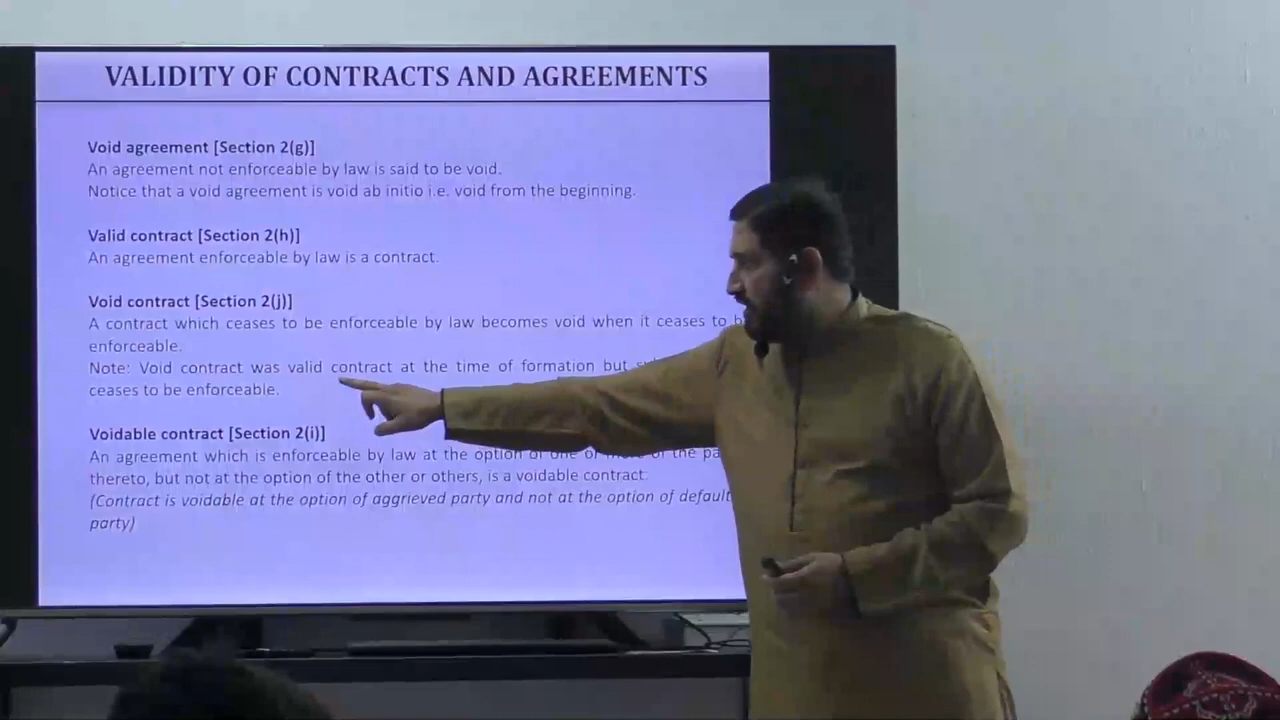 VALIDITY OF CONTRACTS AND AGREEMENTS
Void agreement [Section 2(g)]
An agreement not enforceable by law is said to be void.
Notice that a void agreement is void ab initio i.e. void from the beginning.
Valid contract [Section 2(h)]
An agreement enforceable by law is a contract.
Void contract [Section 2(j)]
A contract which ceases to be enforceable by law becomes void when it ceases to
enforceable.
Note: Void contract was valid contract at the time of formation but
ceases to be enforceable.
Voidable contract [Section 2(i)]
An agreement which is enforceable by law at the option of one or more of the
thereto, but not at the option of the other or others, is a voidable contract.
(Contract is voidable at the option of aggrieved party and not at the option of default
party)